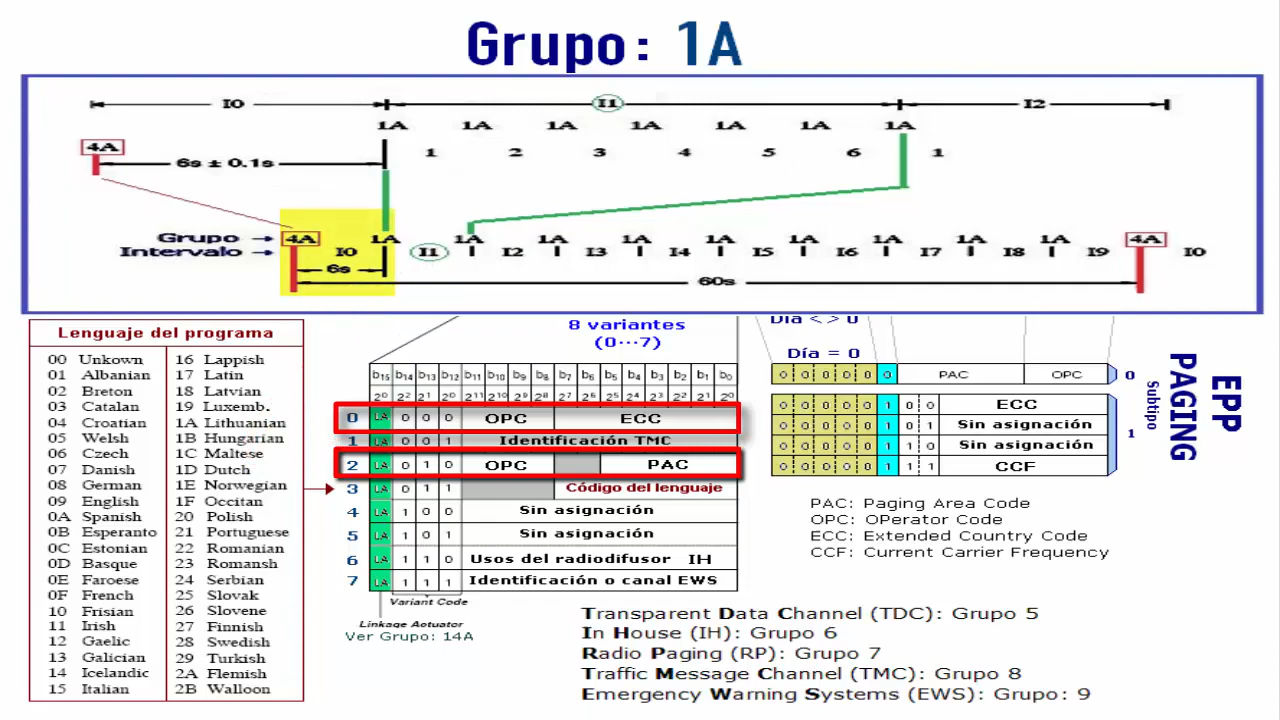 Grupo: 1A
I0 I1 I2
1A 1A 1A 1A 1A 1A 1A
4A 1 2 3 4 5 6 1
6s ± 0.1s
Grupo 4A 1A 1A 1A 1A 1A 1A 1A 1A 1A 4A
Intervalo I0 I1 I2 I3 I4 I5 I6 I7 I8 I9 I0
6s
60s
Lenguaje del programa
00 Unkown 16 Lappish
01 Albanian 17 Latin
02 Breton 18 Latvian
03 Catalan 19 Luxemb.
04 Croatian 1A Lithuanian
05 Welsh 1B Hungarian
06 Czech 1C Maltese
07 Danish 1D Dutch
08 German 1E Norwegian
09 English 1F Occitan
0A Spanish 20 Polish
0B Esperanto 21 Portuguese
0C Estonian 22 Romanian
0D Basque 23 Romansh
0E Faroese 24 Serbian
0F French 25 Slovak
10 Frisian 26 Slovene
11 Irish 27 Finnish
12 Gaelic 28 Swedish
13 Galician 29 Turkish
14 Icelandic 2A Flemish
15 Italian 2B Walloon
8 variantes
(0···7)
b15 b14 b13 b12 b11 b10 b9 b8 b7 b6 b5 b4 b3 b2 b1 b0
20 22 21 20 21 20 21 20 27 26 25 24 23 22 21 20
0 LA 0 0 0 OPC ECC
1 LA 0 0 1 Identificación TMC
2 LA 0 1 0 OPC PAC
3 LA 0 1 1 Código del lenguaje
4 LA 1 0 0 Sin asignación
5 LA 1 0 1 Sin asignación
6 LA 1 1 0 Usos del radiodifusor IH
7 LA 1 1 1 Identificación o canal EWS
Variant Code
Linkage Actuator
Ver Grupo: 14A
Día < > 0
Día = 0
0 0 0 0 0 0 PAC OPC 0
0 0 0 0 0 1 0 0 ECC
0 0 0 0 0 1 0 1 Sin asignación
0 0 0 0 0 1 1 0 Sin asignación
0 0 0 0 0 1 1 1 CCF
1
Subtipo
EPP
PAGING
PAC: Paging Area Code
OPC: OPerator Code
ECC: Extended Country Code
CCF: Current Carrier Frequency
Transparent Data Channel (TDC): Grupo 5
In House (IH): Grupo 6
Radio Paging (RP): Grupo 7
Traffic Message Channel (TMC): Grupo 8
Emergency Warning Systems (EWS): Grupo: 9